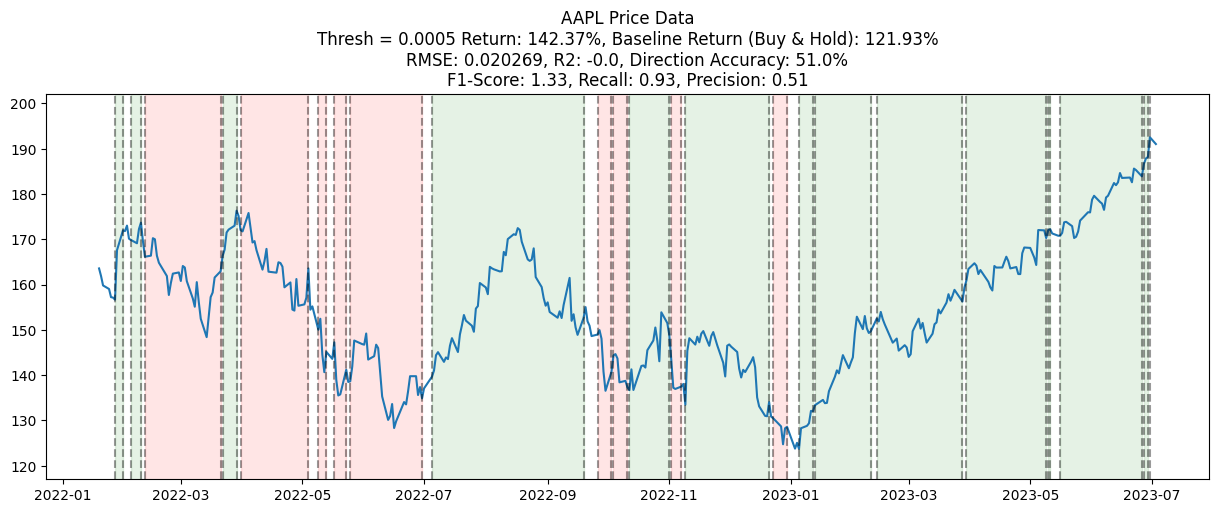 AAPL Price Data
Thresh = 0.0005 Return: 142.37%, Baseline Return (Buy & Hold): 121.93%
RMSE: 0.020269, R2: -0.0, Direction Accuracy: 51.0%
F1-Score: 1.33, Recall: 0.93, Precision: 0.51
200
190
180
170
160
150
140
130
120
2022-01 2022-03 2022-05 2022-07 2022-09 2022-11 2023-01 2023-03 2023-05 2023-07